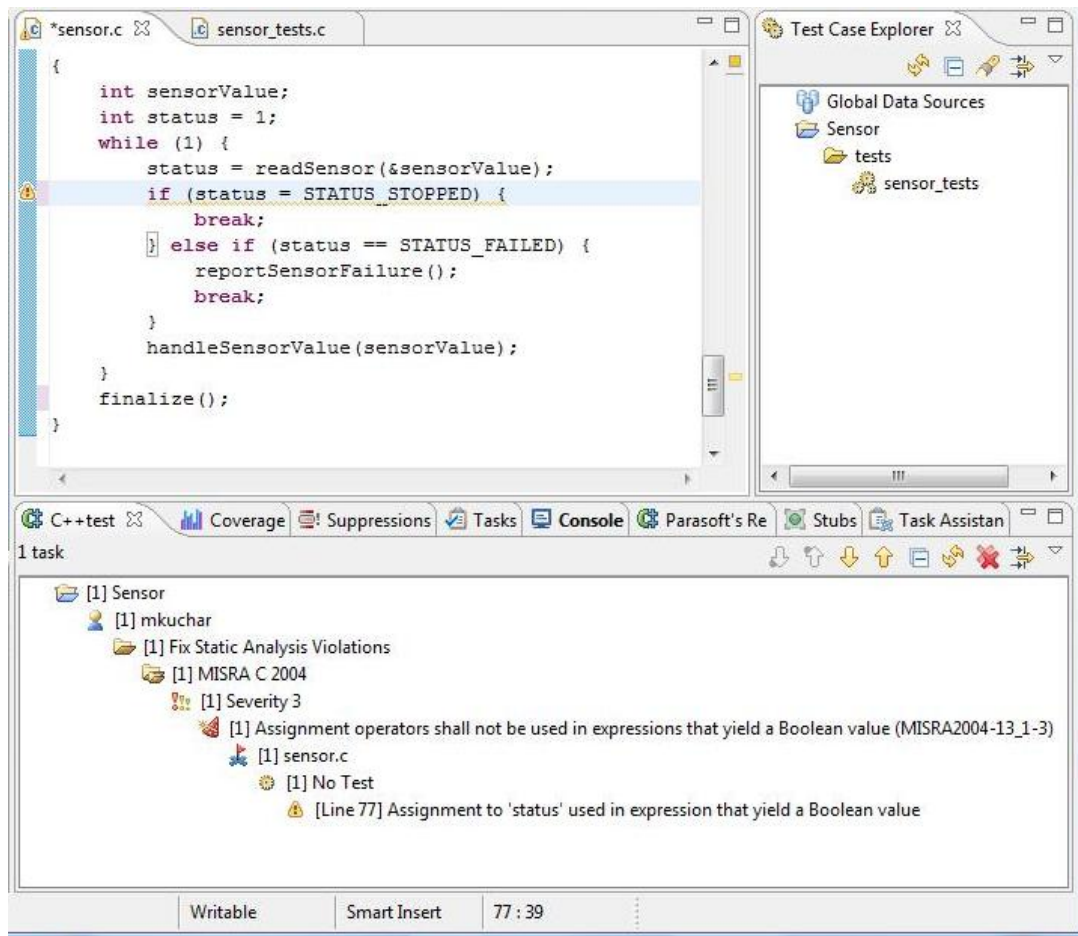 *sensor.c
sensor_tests.c
{
    int sensorValue;
    int status = 1;
    while (1) {
        status = readSensor(&sensorValue);
        if (status = STATUS_STOPPED) {
            break;
        } else if (status == STATUS_FAILED) {
            reportSensorFailure();
            break;
        }
        handleSensorValue(sensorValue);
    }
    finalize();
}
Test Case Explorer
Global Data Sources
Sensor
tests
sensor_tests
C++test
Coverage
Suppressions
Tasks
Console
Parasoft's Re
Stubs
Task Assistan
1 task
[1] Sensor
[1] mkuchar
[1] Fix Static Analysis Violations
[1] MISRA C 2004
[1] Severity 3
[1] Assignment operators shall not be used in expressions that yield a Boolean value (MISRA2004-13_1-3)
[1] sensor.c
[1] No Test
[Line 77] Assignment to 'status' used in expression that yield a Boolean value
Writable
Smart Insert
77 : 39